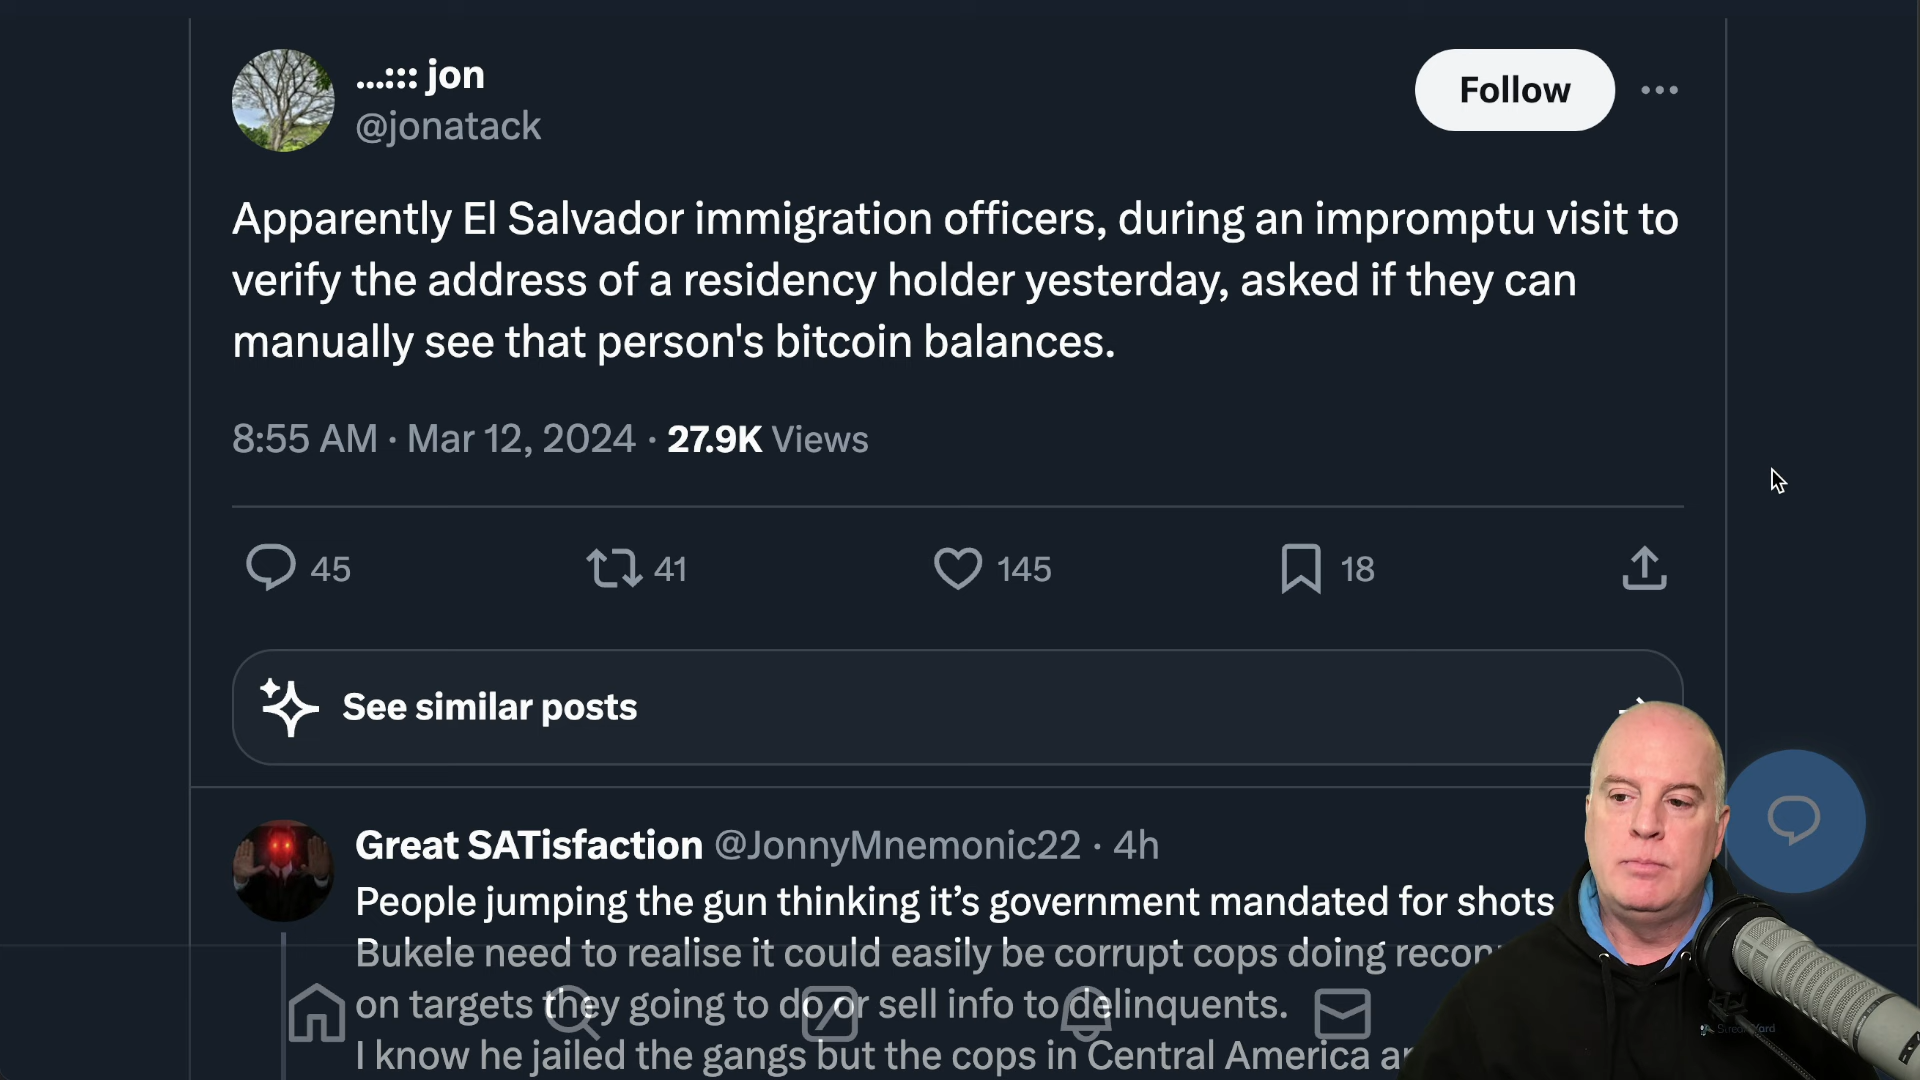 ...::: jon
@jonatack
Follow
Apparently El Salvador immigration officers, during an impromptu visit to
verify the address of a residency holder yesterday, asked if they can
manually see that person's bitcoin balances.
8:55 AM · Mar 12, 2024 · 27.9K Views
45 41 145 18
See similar posts
Great SATisfaction @JonnyMnemonic22 · 4h
People jumping the gun thinking it’s government mandated for shots
Bukele need to realise it could easily be corrupt cops doing recon
on targets they going to do or sell info to delinquents.
I know he jailed the gangs but the cops in Central America
StreamYard